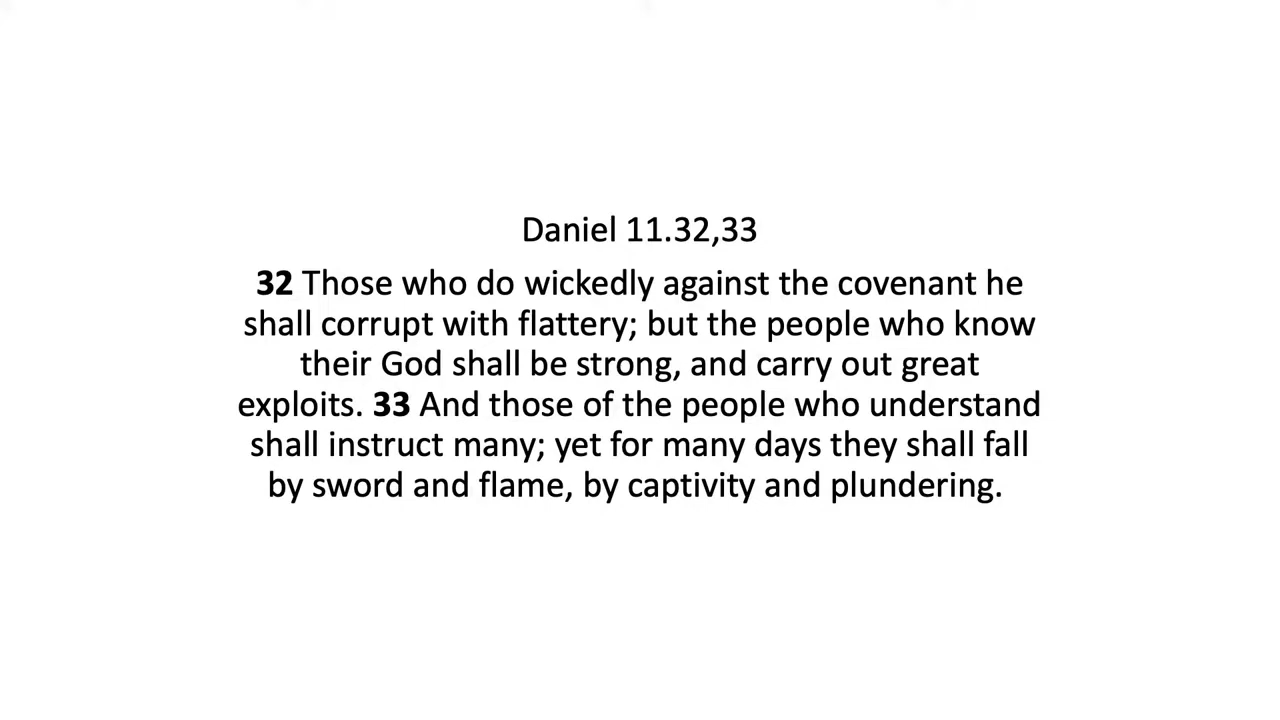 Daniel 11.32,33
32 Those who do wickedly against the covenant he
shall corrupt with flattery; but the people who know
their God shall be strong, and carry out great
exploits. 33 And those of the people who understand
shall instruct many; yet for many days they shall fall
by sword and flame, by captivity and plundering.